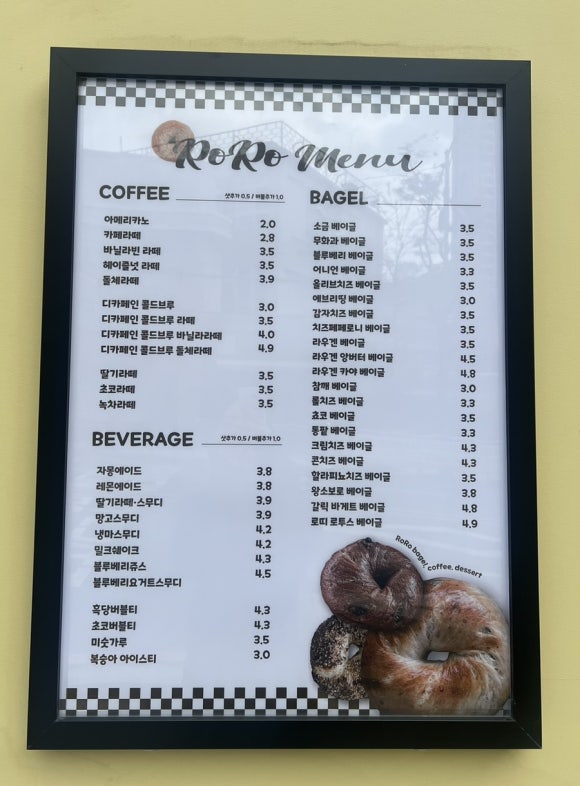 RoRo Menu
COFFEE 샷추가 0.5 / 버블추가 1.0
아메리카노 2.0
카페라떼 2.8
바닐라빈 라떼 3.5
헤이즐넛 라떼 3.5
돌체라떼 3.9
디카페인 콜드브루 3.0
디카페인 콜드브루 라떼 3.5
디카페인 콜드브루 바닐라라떼 4.0
디카페인 콜드브루 돌체라떼 4.9
딸기라떼 3.5
초코라떼 3.5
녹차라떼 3.5
BEVERAGE 샷추가 0.5 / 버블추가 1.0
자몽에이드 3.8
레몬에이드 3.8
딸기라떼·스무디 3.9
망고스무디 3.9
냉마스무디 4.2
밀크쉐이크 4.2
블루베리쥬스 4.3
블루베리요거트스무디 4.5
흑당버블티 4.3
초코버블티 4.3
미숫가루 3.5
복숭아 아이스티 3.0
BAGEL
소금 베이글 3.5
무화과 베이글 3.5
블루베리 베이글 3.5
어니언 베이글 3.3
올리브치즈 베이글 3.5
에브리띵 베이글 3.0
감자치즈 베이글 3.5
치즈페페로니 베이글 3.5
라우겐 베이글 3.5
라우겐 앙버터 베이글 4.5
라우겐 카야 베이글 4.8
참깨 베이글 3.0
롤치즈 베이글 3.3
쵸코 베이글 3.5
통팥 베이글 3.3
크림치즈 베이글 4.3
콘치즈 베이글 4.3
할라피뇨치즈 베이글 3.5
왕소보로 베이글 3.8
갈릭 바게트 베이글 4.8
로띠 로투스 베이글 4.9
RoRo bagel, coffee, dessert